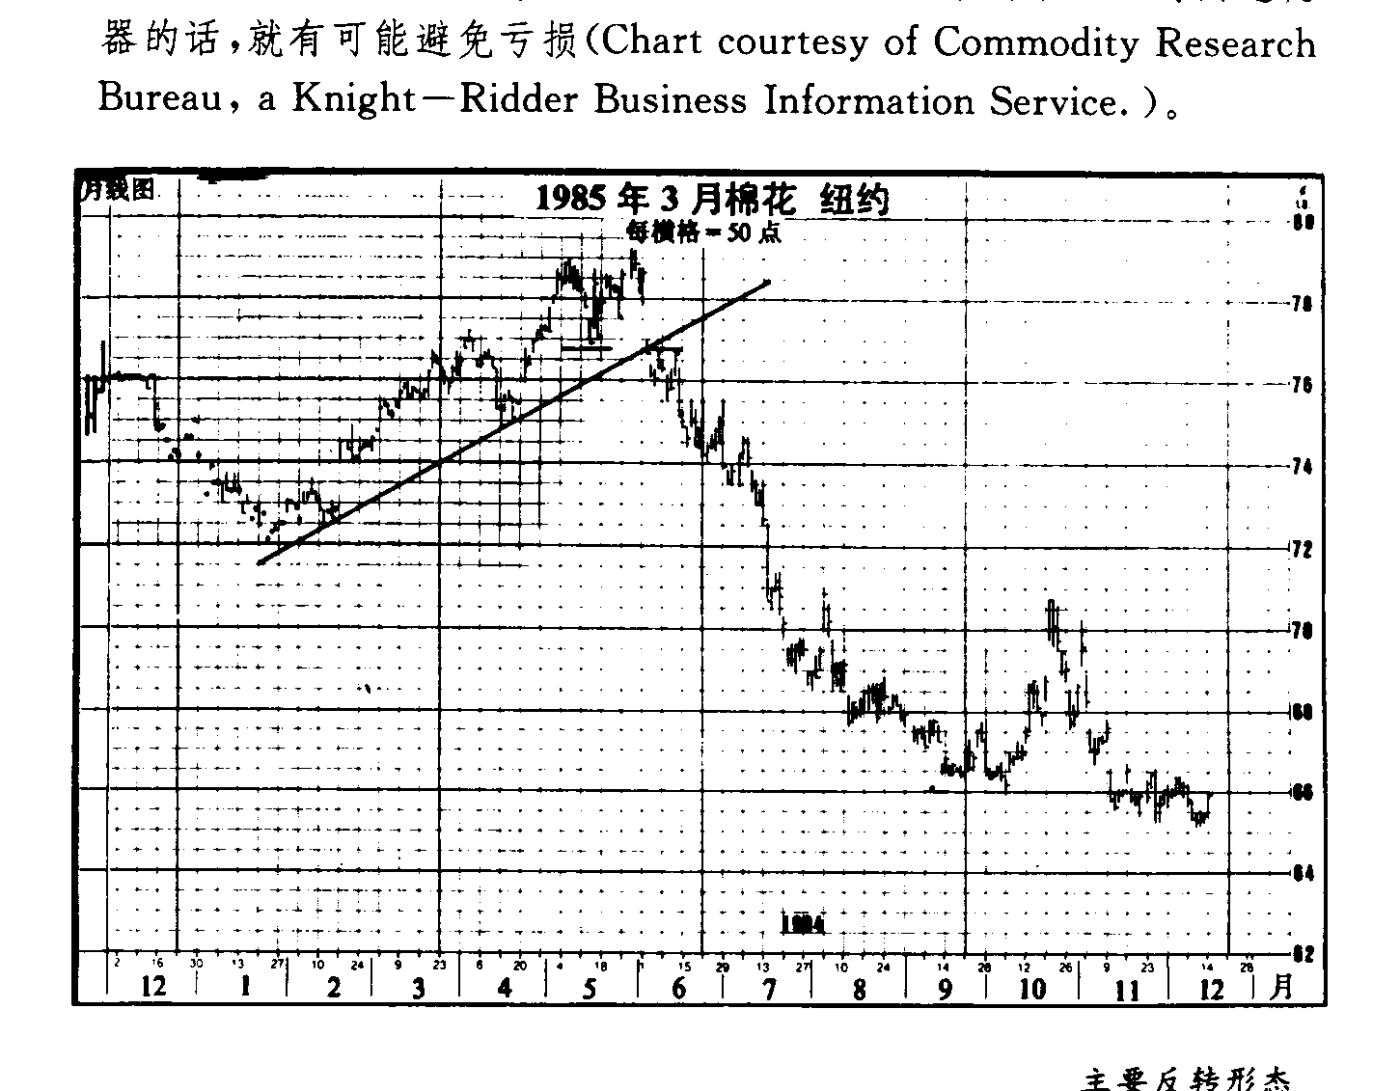 器的话,就有可能避免亏损(Chart courtesy of Commodity Research
Bureau, a Knight—Ridder Business Information Service. )。
月线图
1985 年 3 月棉花 纽约
每横格=50 点
80
78
76
74
72
70
68
66
64
1984
62
2 16 30 13 27 10 24 9 23 6 20 4 18 1 15 29 13 27 10 24 14 28 12 26 9 23 14 28
12 1 2 3 4 5 6 7 8 9 10 11 12 月
主要反转形态